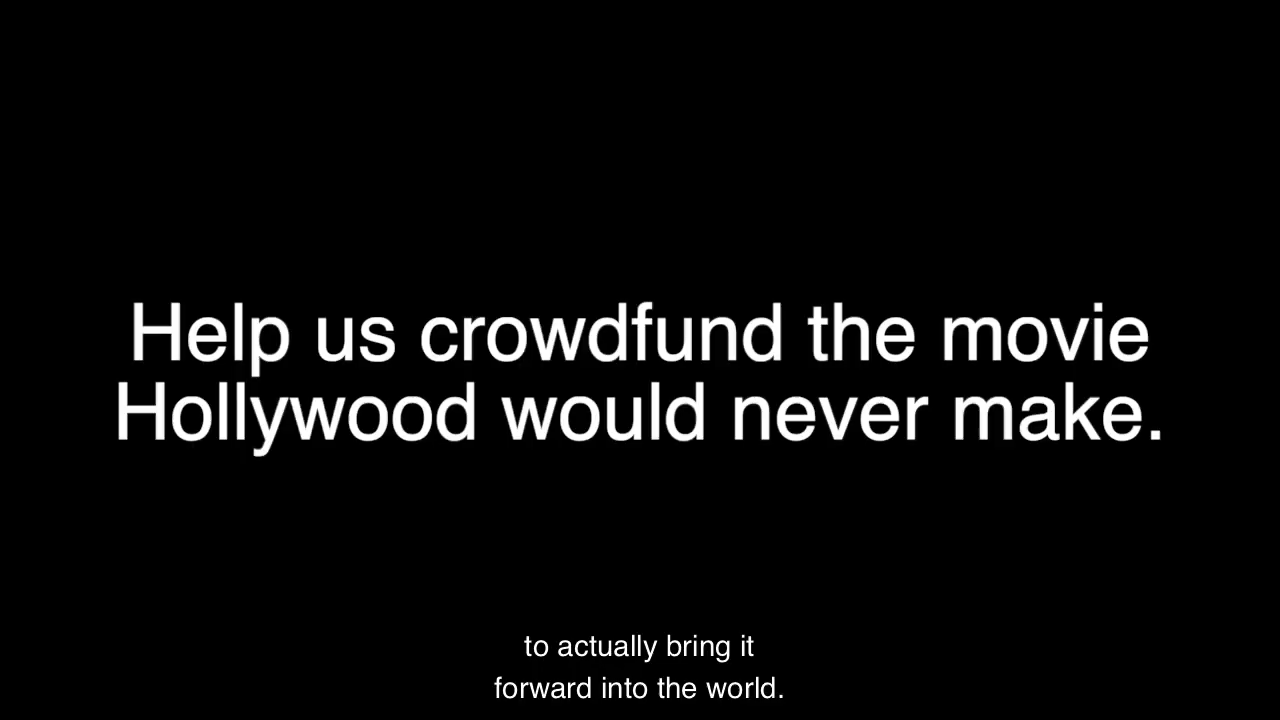 Help us crowdfund the movie
Hollywood would never make.
to actually bring it
forward into the world.